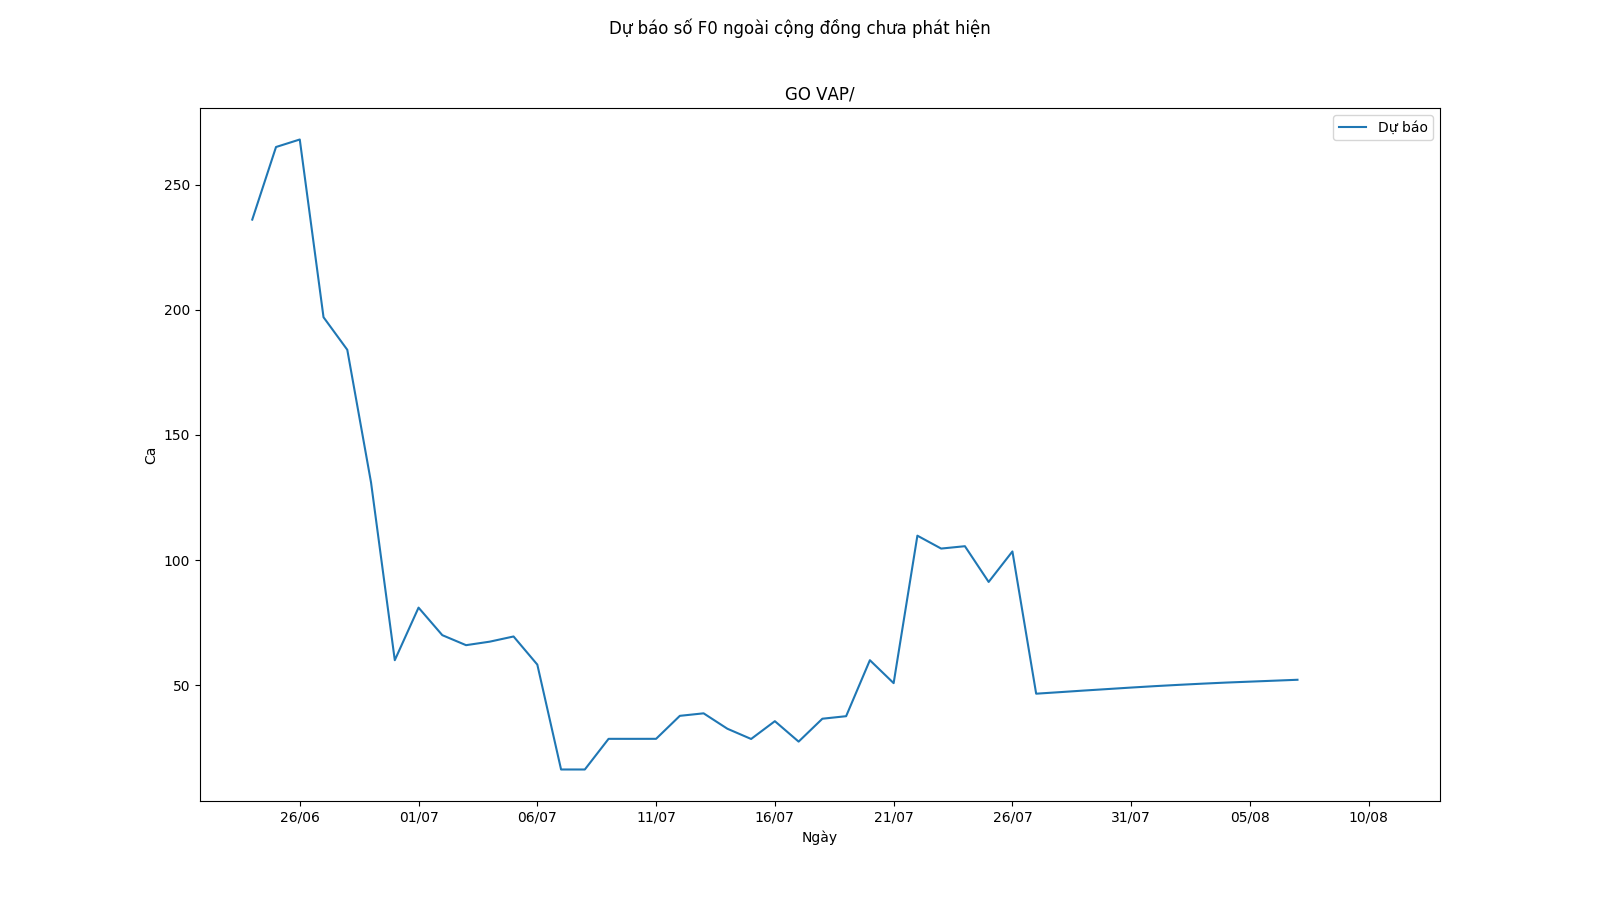 Dự báo số F0 ngoài cộng đồng chưa phát hiện
GO VAP/
Dự báo
250
200
150
100
50
Ca
26/06 01/07 06/07 11/07 16/07 21/07 26/07 31/07 05/08 10/08
Ngày